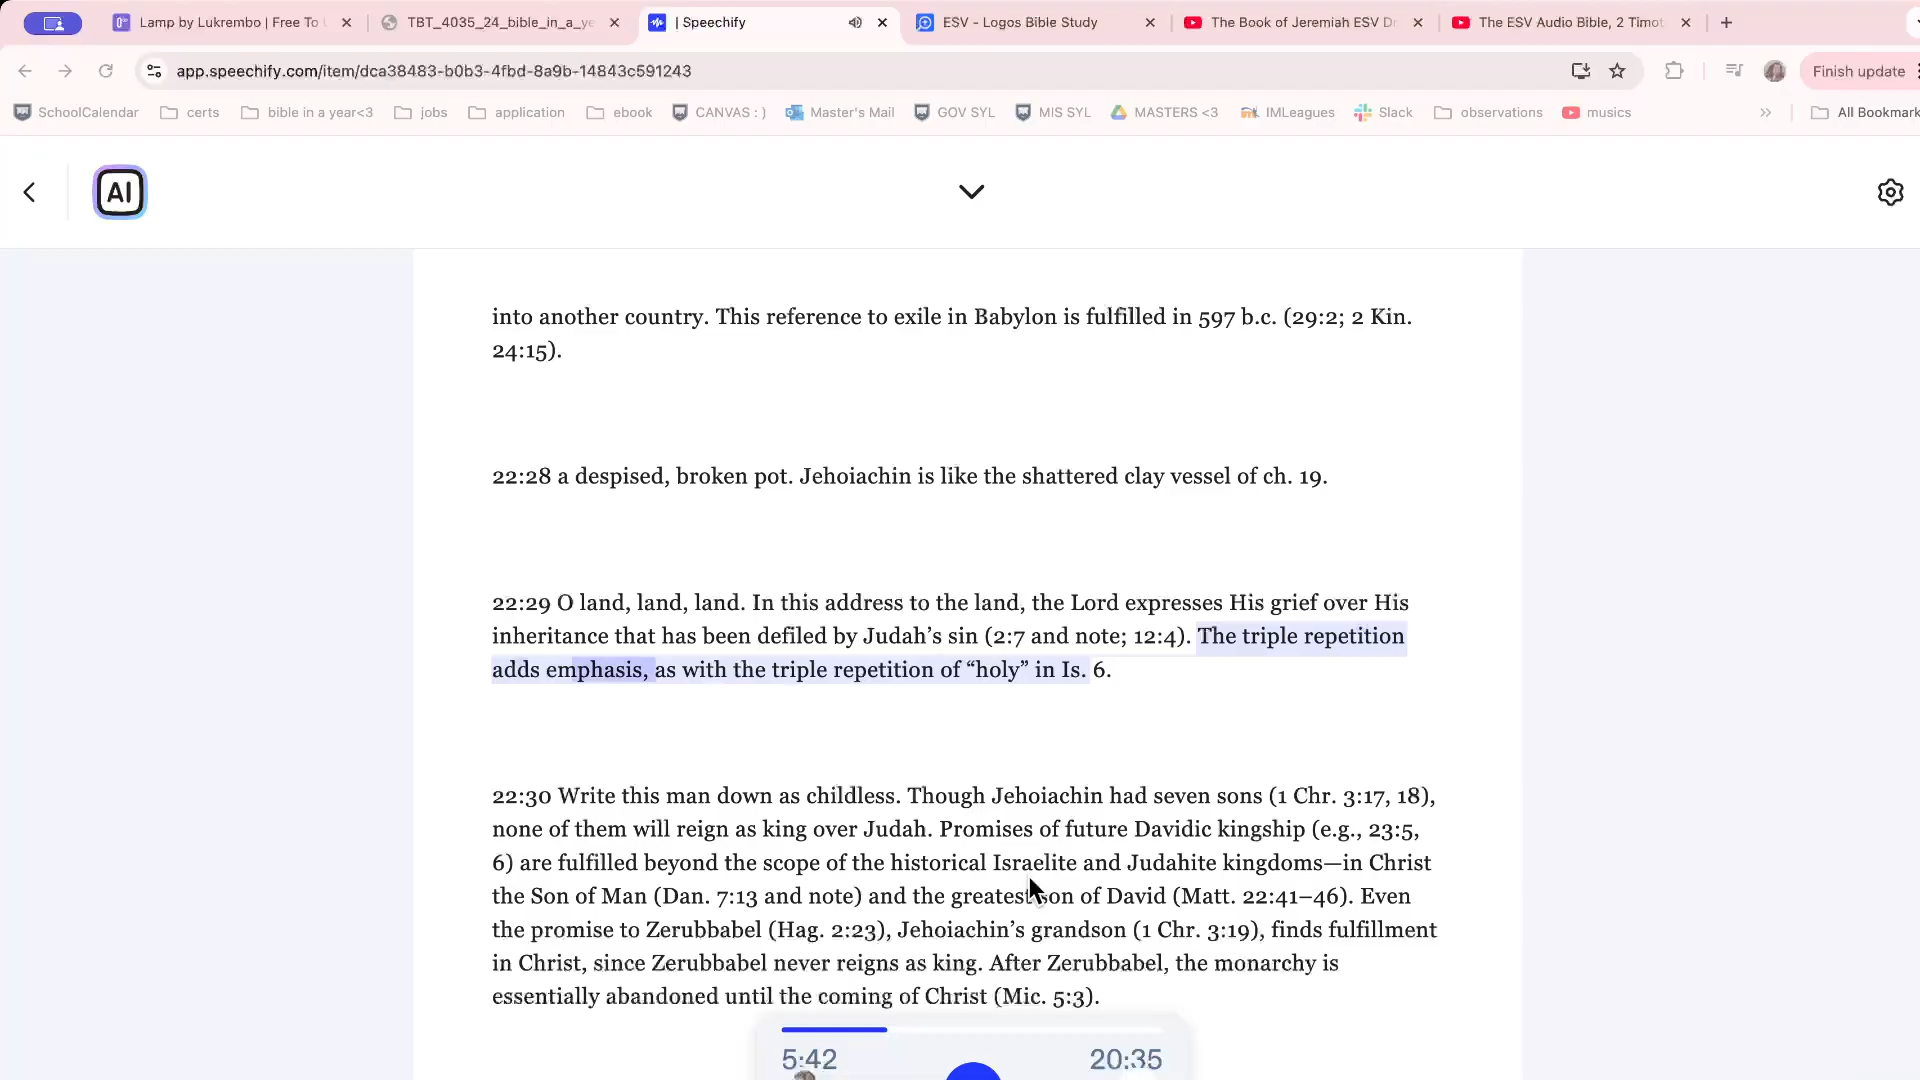 Lamp by Lukrembo | Free To
TBT_4035_24_bible_in_a_ye
| Speechify
ESV - Logos Bible Study
The Book of Jeremiah ESV Dr
The ESV Audio Bible, 2 Timot
app.speechify.com/item/dca38483-b0b3-4fbd-8a9b-14843c591243
Finish update
SchoolCalendar
certs
bible in a year<3
jobs
application
ebook
CANVAS : )
Master's Mail
GOV SYL
MIS SYL
MASTERS <3
IMLeagues
Slack
observations
musics
All Bookmark
AI
into another country. This reference to exile in Babylon is fulfilled in 597 b.c. (29:2; 2 Kin.
24:15).
22:28 a despised, broken pot. Jehoiachin is like the shattered clay vessel of ch. 19.
22:29 O land, land, land. In this address to the land, the Lord expresses His grief over His
inheritance that has been defiled by Judah’s sin (2:7 and note; 12:4). The triple repetition
adds emphasis, as with the triple repetition of “holy” in Is. 6.
22:30 Write this man down as childless. Though Jehoiachin had seven sons (1 Chr. 3:17, 18),
none of them will reign as king over Judah. Promises of future Davidic kingship (e.g., 23:5,
6) are fulfilled beyond the scope of the historical Israelite and Judahite kingdoms—in Christ
the Son of Man (Dan. 7:13 and note) and the greatest son of David (Matt. 22:41–46). Even
the promise to Zerubbabel (Hag. 2:23), Jehoiachin’s grandson (1 Chr. 3:19), finds fulfillment
in Christ, since Zerubbabel never reigns as king. After Zerubbabel, the monarchy is
essentially abandoned until the coming of Christ (Mic. 5:3).
5:42
20:35